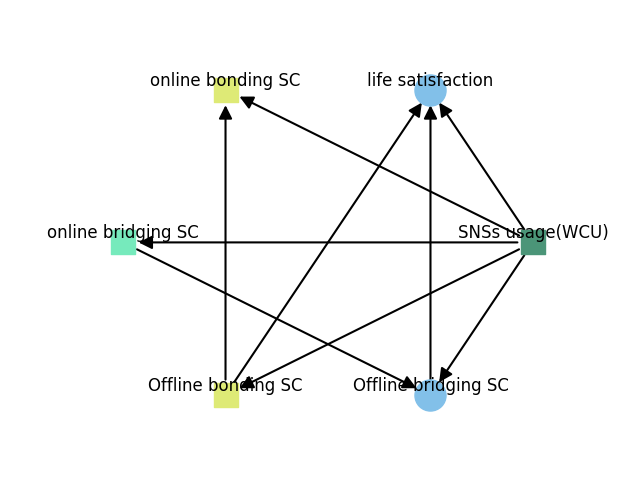 online bonding SC
life satisfaction
online bridging SC
SNSs usage(WCU)
Offline bonding SC
Offline bridging SC